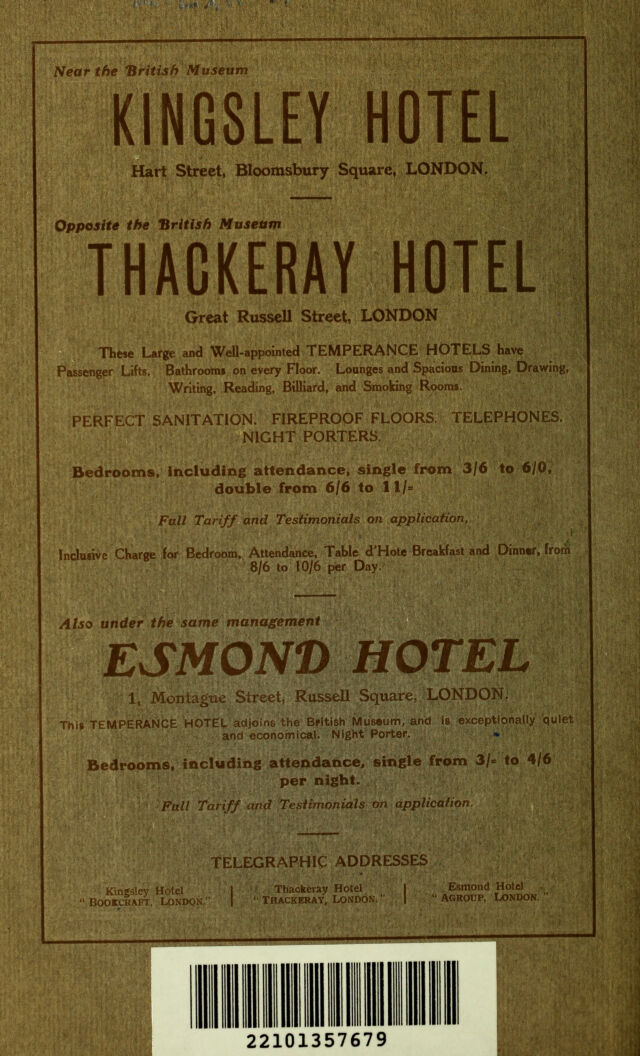 Near the British Museum
KINGSLEY HOTEL
Hart Street, Bloomsbury Square, LONDON.
Opposite the British Museum
THACKERAY HOTEL
Great Russell Street, LONDON
These Large and Well-appointed TEMPERANCE HOTELS have
Passenger Lifts. Bathrooms on every Floor. Lounges and Spacious Dining, Drawing,
Writing, Reading, Billiard, and Smoking Rooms.
PERFECT SANITATION. FIREPROOF FLOORS. TELEPHONES.
NIGHT PORTERS.
Bedrooms, including attendance, single from 3/6 to 6/0,
double from 6/6 to 11/=
Full Tariff and Testimonials on application.
Inclusive Charge for Bedroom, Attendance, Table d'Hote Breakfast and Dinner, from
8/6 to 10/6 per Day.
Also under the same management
ESMOND HOTEL
1, Montague Street, Russell Square, LONDON.
This TEMPERANCE HOTEL adjoins the British Museum, and is exceptionally quiet
and economical. Night Porter.
Bedrooms, including attendance, single from 3/= to 4/6
per night.
Full Tariff and Testimonials on application.
TELEGRAPHIC ADDRESSES
Kingsley Hotel | Thackeray Hotel | Esmond Hotel
"BOOKCRAFT, LONDON." | "THACKERAY, LONDON." | "AGROUP, LONDON."
22101357679